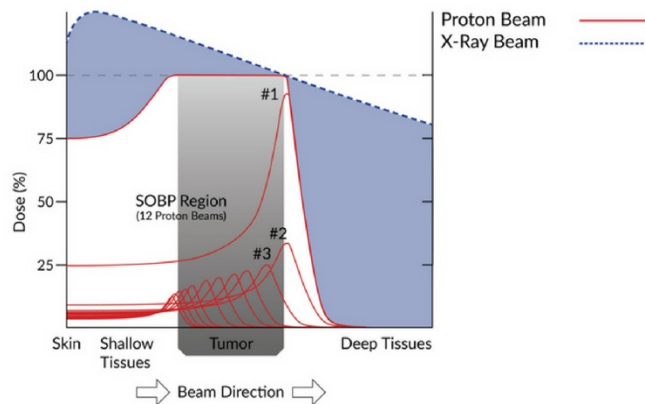 Proton Beam
X-Ray Beam
100
75
50
25
Dose (%)
#1
SOBP Region
(12 Proton Beams)
#2
#3
Skin
Shallow
Tissues
Tumor
Deep Tissues
Beam Direction